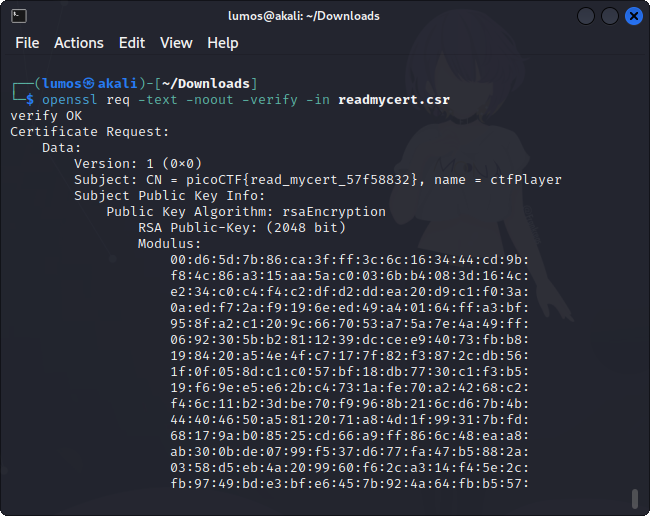 lumos@akali: ~/Downloads
File Actions Edit View Help
┌──(lumos㉿akali)-[~/Downloads]
└─$ openssl req -text -noout -verify -in readmycert.csr
verify OK
Certificate Request:
Data:
Version: 1 (0×0)
Subject: CN = picoCTF{read_mycert_57f58832}, name = ctfPlayer
Subject Public Key Info:
Public Key Algorithm: rsaEncryption
RSA Public-Key: (2048 bit)
Modulus:
00:d6:5d:7b:86:ca:3f:ff:3c:6c:16:34:44:cd:9b:
f8:4c:86:a3:15:aa:5a:c0:03:6b:b4:08:3d:16:4c:
e2:34:c0:c4:f4:c2:df:d2:dd:ea:20:d9:c1:f0:3a:
0a:ed:f7:2a:f9:19:6e:ed:49:a4:01:64:ff:a3:bf:
95:8f:a2:c1:20:9c:66:70:53:a7:5a:7e:4a:49:ff:
06:92:30:5b:b2:81:12:39:dc:ce:e9:40:73:fb:b8:
19:84:20:a5:4e:4f:c7:17:7f:82:f3:87:2c:db:56:
1f:0f:05:8d:c1:c0:57:bf:18:db:77:30:c1:f3:b5:
19:f6:9e:e5:e6:2b:c4:73:1a:fe:70:a2:42:68:c2:
f4:6c:11:b2:3d:be:70:f9:96:8b:21:6c:d6:7b:4b:
44:40:46:50:a5:81:20:71:a8:4d:1f:99:31:7b:fd:
68:17:9a:b0:85:25:cd:66:a9:ff:86:6c:48:ea:a8:
ab:30:0b:de:07:99:f5:37:d6:77:fa:47:b5:88:2a:
03:58:d5:eb:4a:20:99:60:f6:2c:a3:14:f4:5e:2c:
fb:97:49:bd:e3:bf:e6:45:7b:92:4a:64:fb:b5:57: